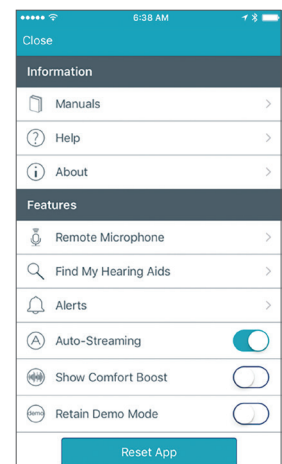 6:38 AM
Close
Information
Manuals
Help
About
Features
Remote Microphone
Find My Hearing Aids
Alerts
A Auto-Streaming
Show Comfort Boost
demo Retain Demo Mode
Reset App